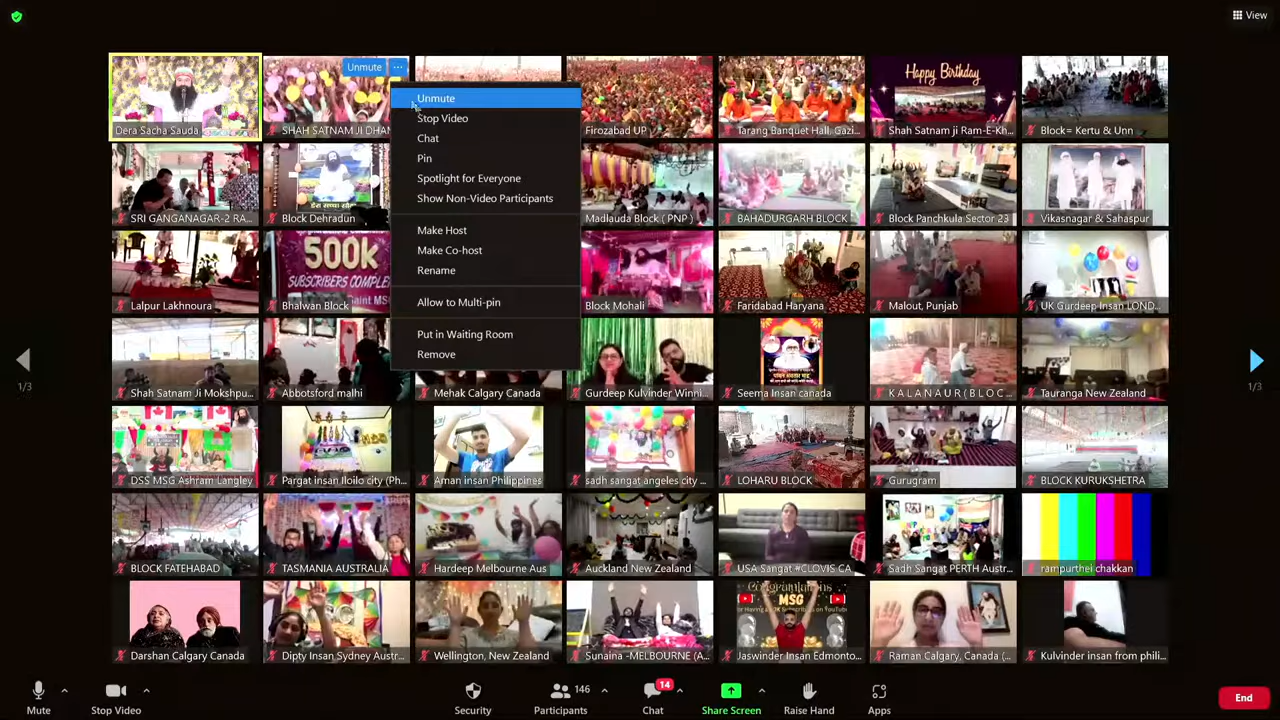 View
Unmute ...
Dera Sacha Sauda
SHAH SATNAM JI DHAM
Firozabad UP
Tarang Banquet Hall, Gazi...
Happy Birthday
Shah Satnam ji Ram-E-Kh...
Block= Kertu & Unn
Unmute
Stop Video
Chat
Pin
Spotlight for Everyone
Show Non-Video Participants
Make Host
Make Co-host
Rename
Allow to Multi-pin
Put in Waiting Room
Remove
SRI GANGANAGAR-2 RA...
Block Dehradun
Madlauda Block ( PNP )
BAHADURGARH BLOCK
Block Panchkula Sector 23
Vikasnagar & Sahaspur
Lalpur Lakhnoura
500k
SUBSCRIBERS COMPLE
Bhalwan Block
Block Mohali
Faridabad Haryana
Malout, Punjab
UK Gurdeep Insan LOND...
1/3
Shah Satnam Ji Mokshpu...
Abbotsford malhi
Mehak Calgary Canada
Gurdeep Kulvinder Winni...
Seema Insan canada
K A L A N A U R ( B L O C ...
Tauranga New Zealand
1/3
DSS MSG Ashram Langley
Pargat insan Iloilo city (Ph...
Aman insan Philippines
sadh sangat angeles city ...
LOHARU BLOCK
Gurugram
BLOCK KURUKSHETRA
BLOCK FATEHABAD
TASMANIA AUSTRALIA
Hardeep Melbourne Aus
Auckland New Zealand
USA Sangat #CLOVIS CA
Sadh Sangat PERTH Austr...
rampurthei chakkan
Darshan Calgary Canada
Dipty Insan Sydney Austr...
Wellington, New Zealand
Sunaina -MELBOURNE (A...
Congratulations
MSG
Jaswinder Insan Edmonto...
Raman Calgary, Canada (...
Kulvinder insan from phili...
Mute
Stop Video
Security
146
Participants
14
Chat
Share Screen
Raise Hand
Apps
End